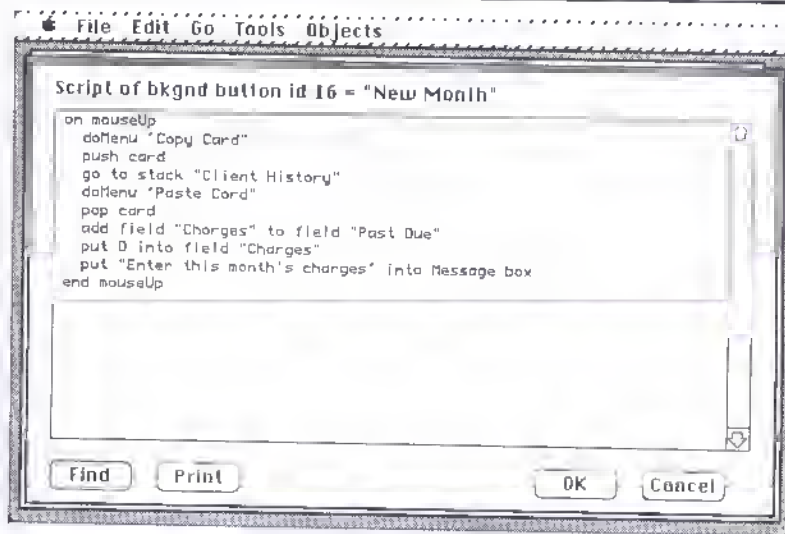 File Edit Go Tools Objects
Script of bkgnd button id 16 = "New Month"
on mouseUp
doMenu "Copy Card"
push card
go to stack "Client History"
doMenu "Paste Card"
pop card
add field "Charges" to field "Past Due"
put 0 into field "Charges"
put "Enter this month's charges" into Message box
end mouseUp
Find Print OK Cancel